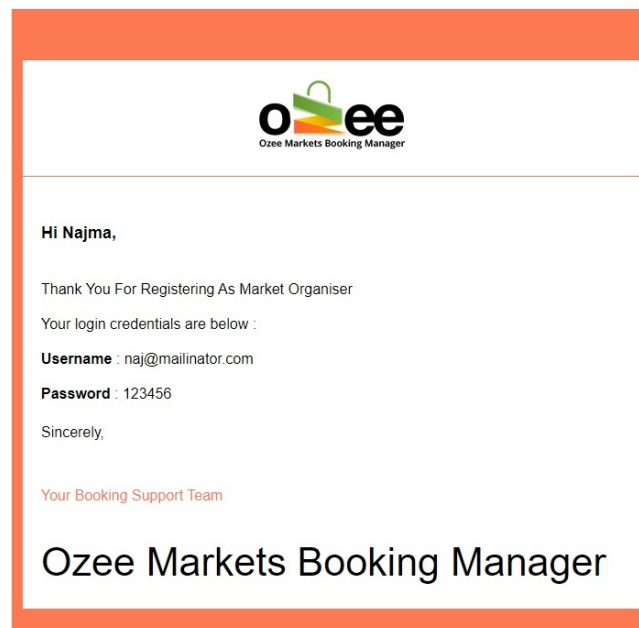 ozee
Ozee Markets Booking Manager
Hi Najma,
Thank You For Registering As Market Organiser
Your login credentials are below :
Username : naj@mailinator.com
Password : 123456
Sincerely,
Your Booking Support Team
Ozee Markets Booking Manager